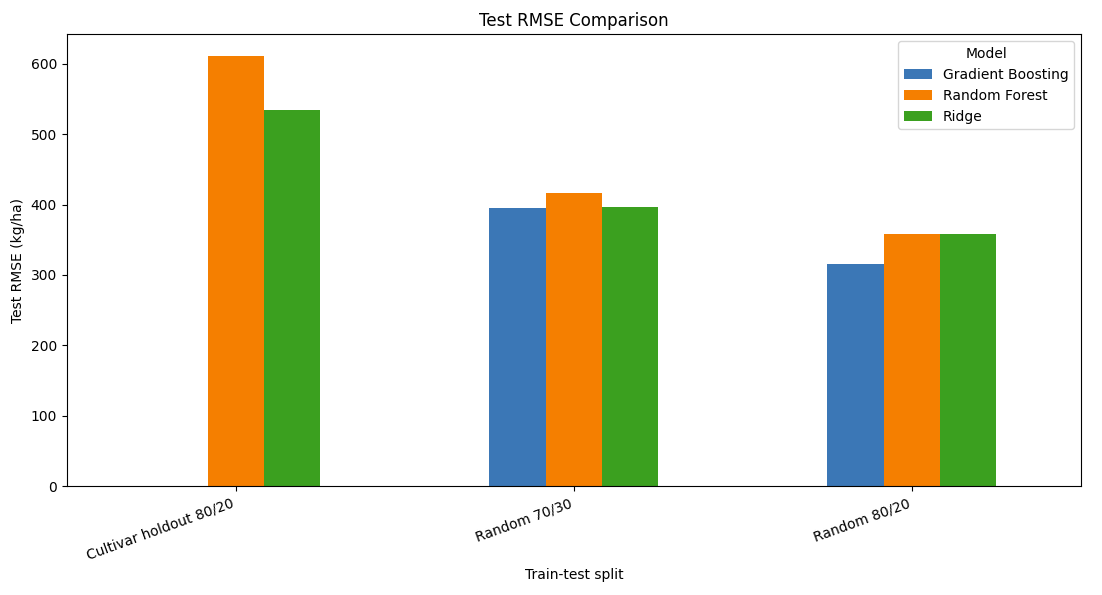 Test RMSE Comparison
Model
Gradient Boosting
Random Forest
Ridge
Test RMSE (kg/ha)
600
500
400
300
200
100
0
Cultivar holdout 80/20
Random 70/30
Random 80/20
Train-test split